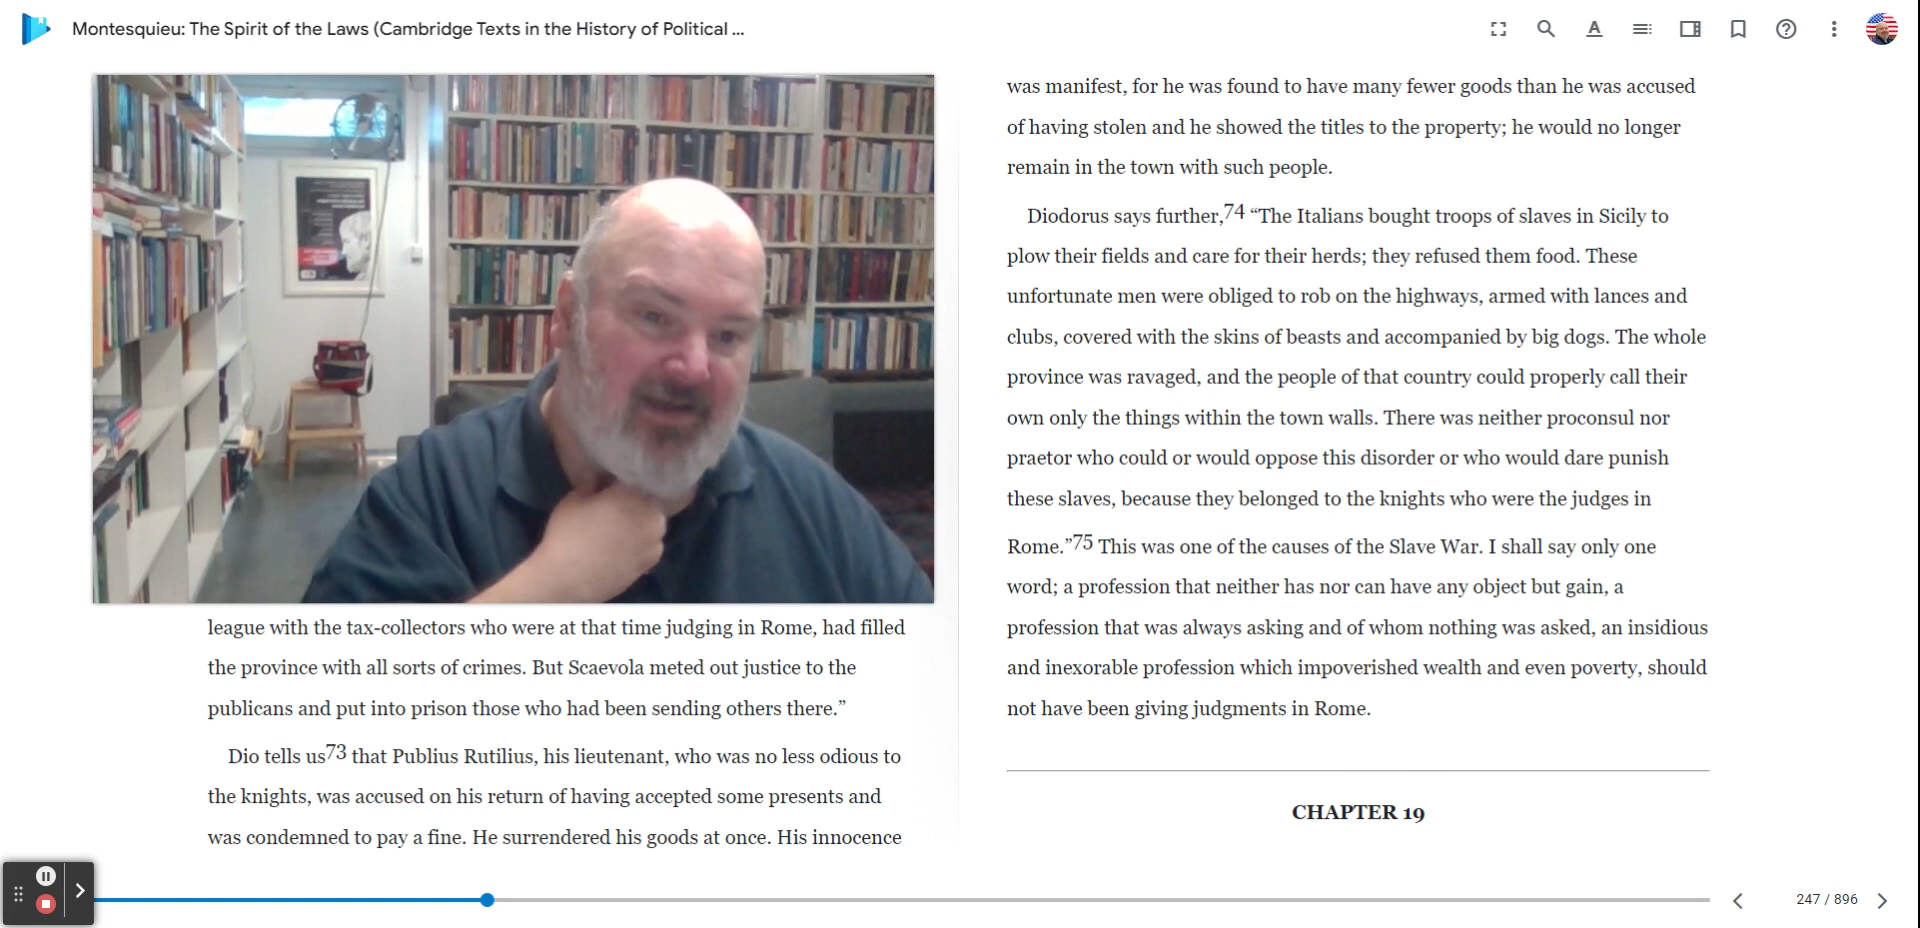 Montesquieu: The Spirit of the Laws (Cambridge Texts in the History of Political ...
league with the tax-collectors who were at that time judging in Rome, had filled
the province with all sorts of crimes. But Scaevola meted out justice to the
publicans and put into prison those who had been sending others there.”
Dio tells us73 that Publius Rutilius, his lieutenant, who was no less odious to
the knights, was accused on his return of having accepted some presents and
was condemned to pay a fine. He surrendered his goods at once. His innocence
was manifest, for he was found to have many fewer goods than he was accused
of having stolen and he showed the titles to the property; he would no longer
remain in the town with such people.
Diodorus says further,74 “The Italians bought troops of slaves in Sicily to
plow their fields and care for their herds; they refused them food. These
unfortunate men were obliged to rob on the highways, armed with lances and
clubs, covered with the skins of beasts and accompanied by big dogs. The whole
province was ravaged, and the people of that country could properly call their
own only the things within the town walls. There was neither proconsul nor
praetor who could or would oppose this disorder or who would dare punish
these slaves, because they belonged to the knights who were the judges in
Rome.”75 This was one of the causes of the Slave War. I shall say only one
word; a profession that neither has nor can have any object but gain, a
profession that was always asking and of whom nothing was asked, an insidious
and inexorable profession which impoverished wealth and even poverty, should
not have been giving judgments in Rome.
CHAPTER 19
247 / 896